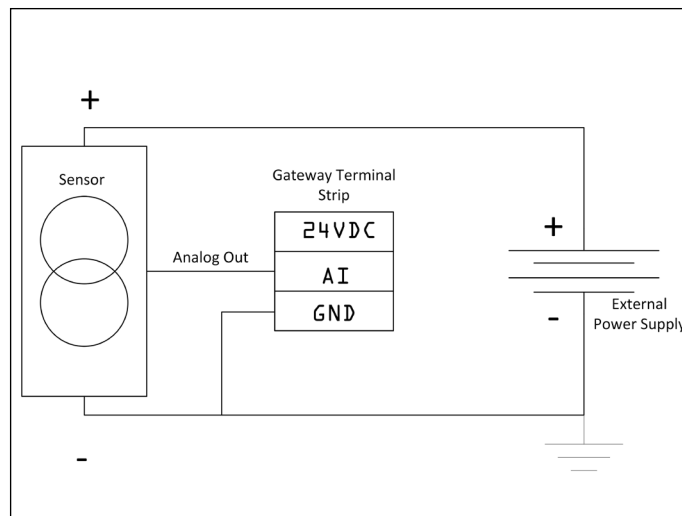 +
Sensor
Gateway Terminal
Strip
24VDC
Analog Out
AI
GND
+
-
External
Power Supply
-